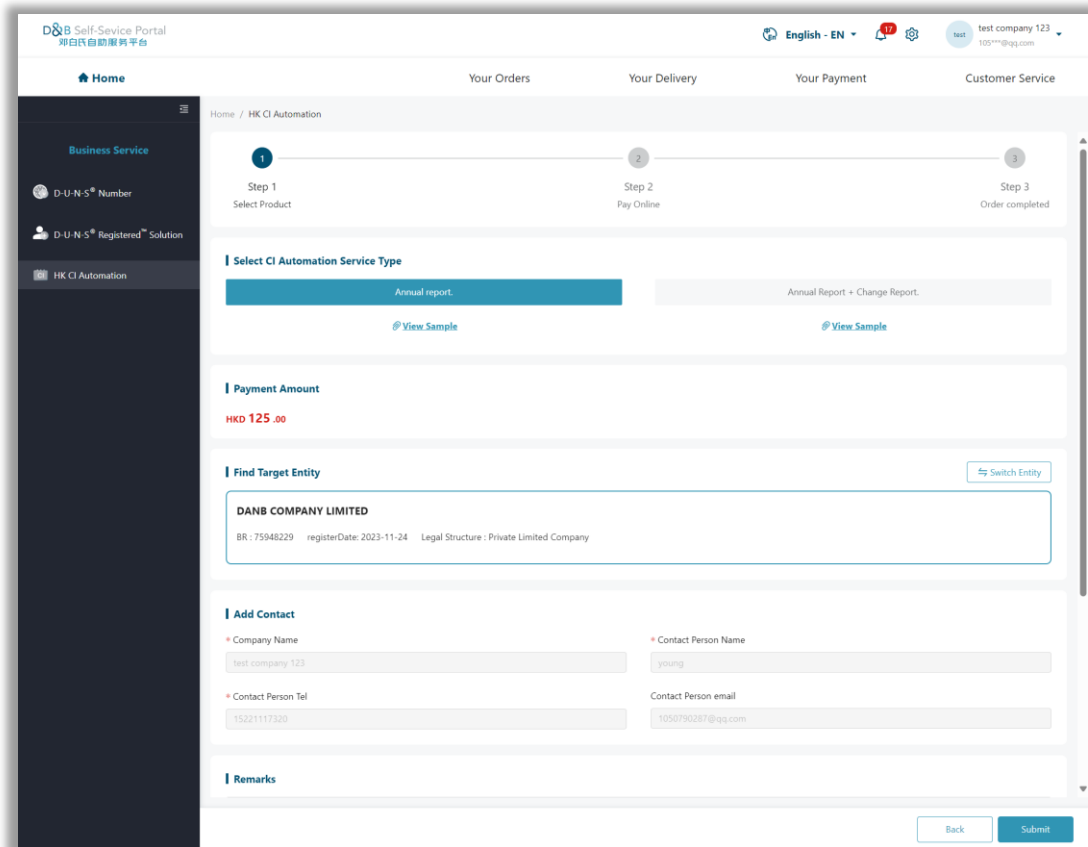 D&B Self-Sevice Portal
邓白氏自助服务平台
English - EN
17
test
test company 123
105***@qq.com
Home
Your Orders
Your Delivery
Your Payment
Customer Service
Business Service
D-U-N-S® Number
D-U-N-S® Registered™ Solution
HK CI Automation
Home / HK CI Automation
1
2
3
Step 1
Step 2
Step 3
Select Product
Pay Online
Order completed
Select CI Automation Service Type
Annual report.
Annual Report + Change Report.
View Sample
View Sample
Payment Amount
HKD 125 .00
Find Target Entity
Switch Entity
DANB COMPANY LIMITED
BR : 75948229 registerDate: 2023-11-24 Legal Structure : Private Limited Company
Add Contact
* Company Name
* Contact Person Name
test company 123
young
* Contact Person Tel
Contact Person email
15221117320
1050790287@qq.com
Remarks
Back
Submit